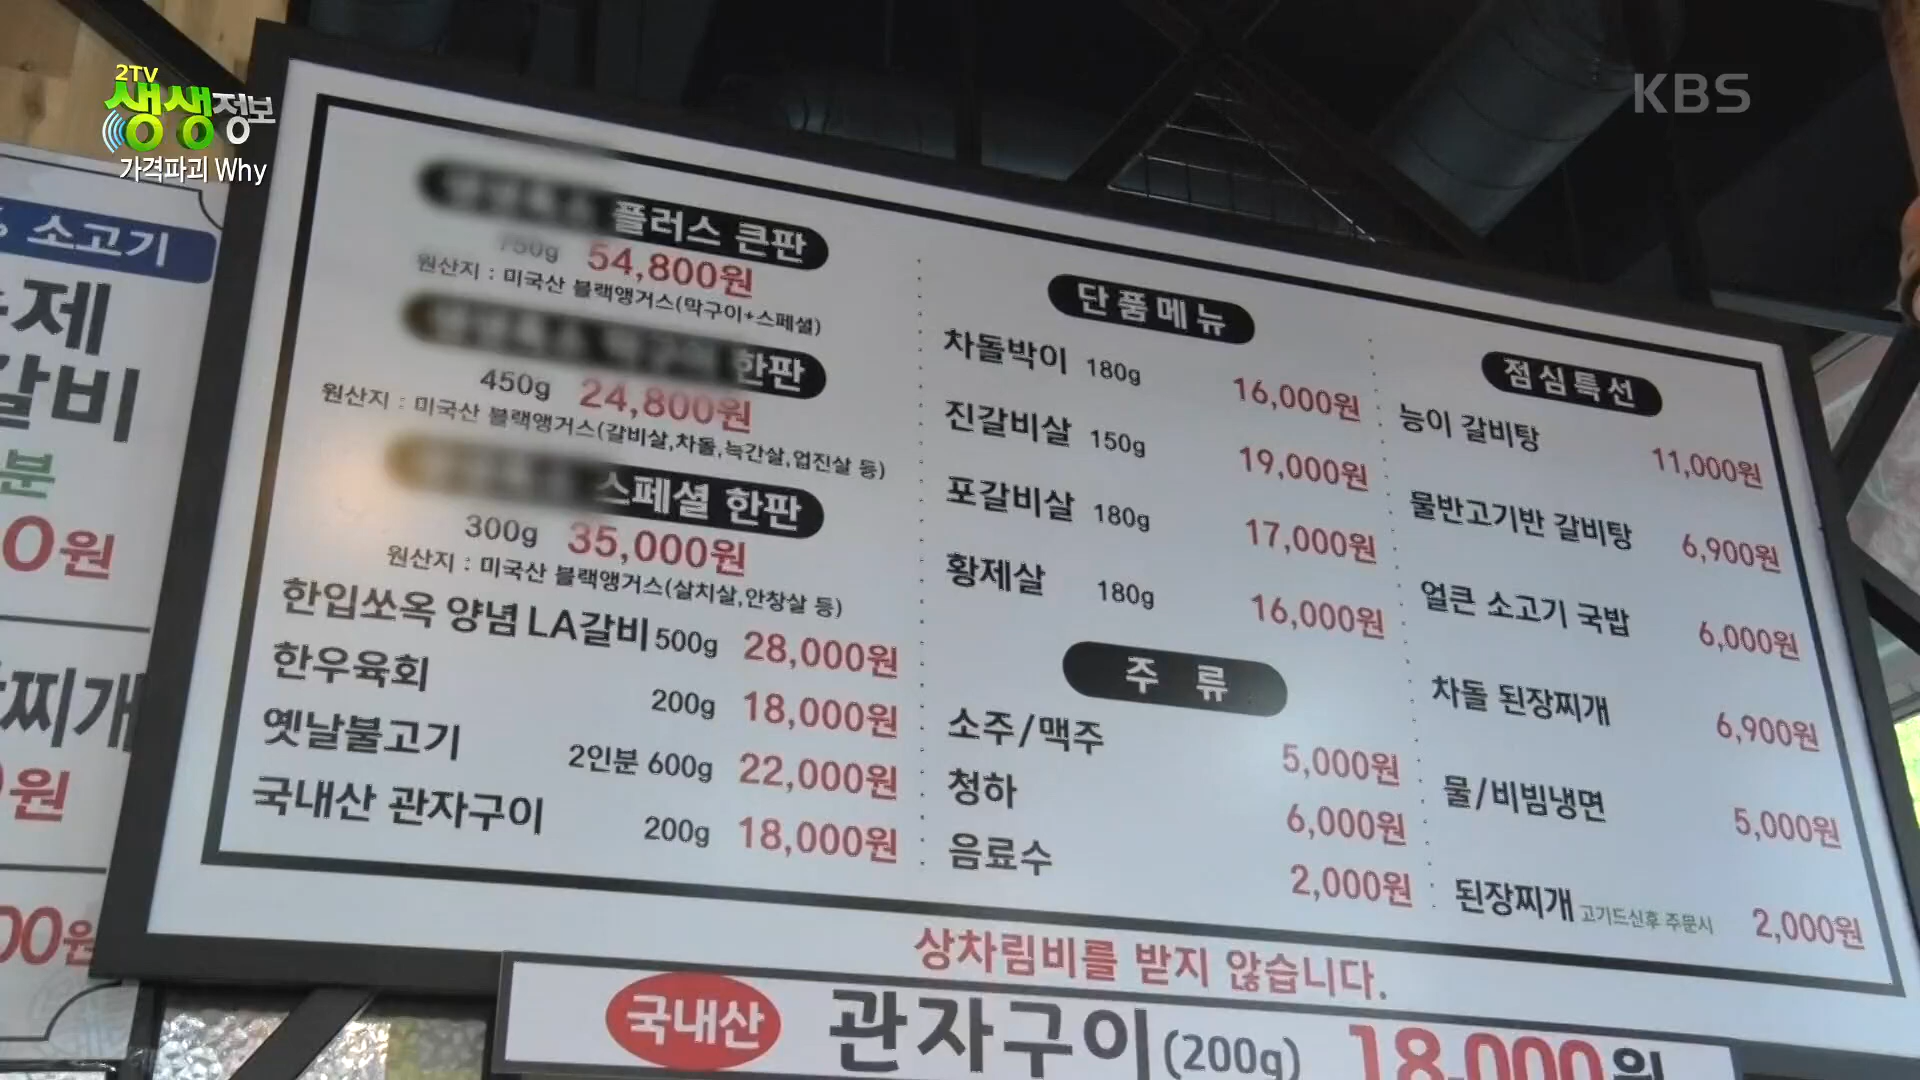 2TV
생생정보
가격파괴 Why
KBS
소고기
제
갈비
분
0원
찌개
원
00원
플러스 큰판
750g 54,800원
원산지 : 미국산 블랙앵거스(막구이+스페셜)
한판
450g 24,800원
원산지 : 미국산 블랙앵거스(갈비살,차돌,늑간살,업진살 등)
스페셜 한판
300g 35,000원
원산지 : 미국산 블랙앵거스(살치살,안창살 등)
한입쏘옥 양념 LA갈비 500g 28,000원
한우육회 200g 18,000원
옛날불고기 2인분 600g 22,000원
국내산 관자구이 200g 18,000원
단품메뉴
차돌박이 180g 16,000원
진갈비살 150g 19,000원
포갈비살 180g 17,000원
황제살 180g 16,000원
주 류
소주/맥주 5,000원
청하 6,000원
음료수 2,000원
점심특선
능이 갈비탕 11,000원
물반고기반 갈비탕 6,900원
얼큰 소고기 국밥 6,000원
차돌 된장찌개 6,900원
물/비빔냉면 5,000원
된장찌개 고기드신후 주문시 2,000원
상차림비를 받지 않습니다.
국내산 관자구이(200g) 18,000원